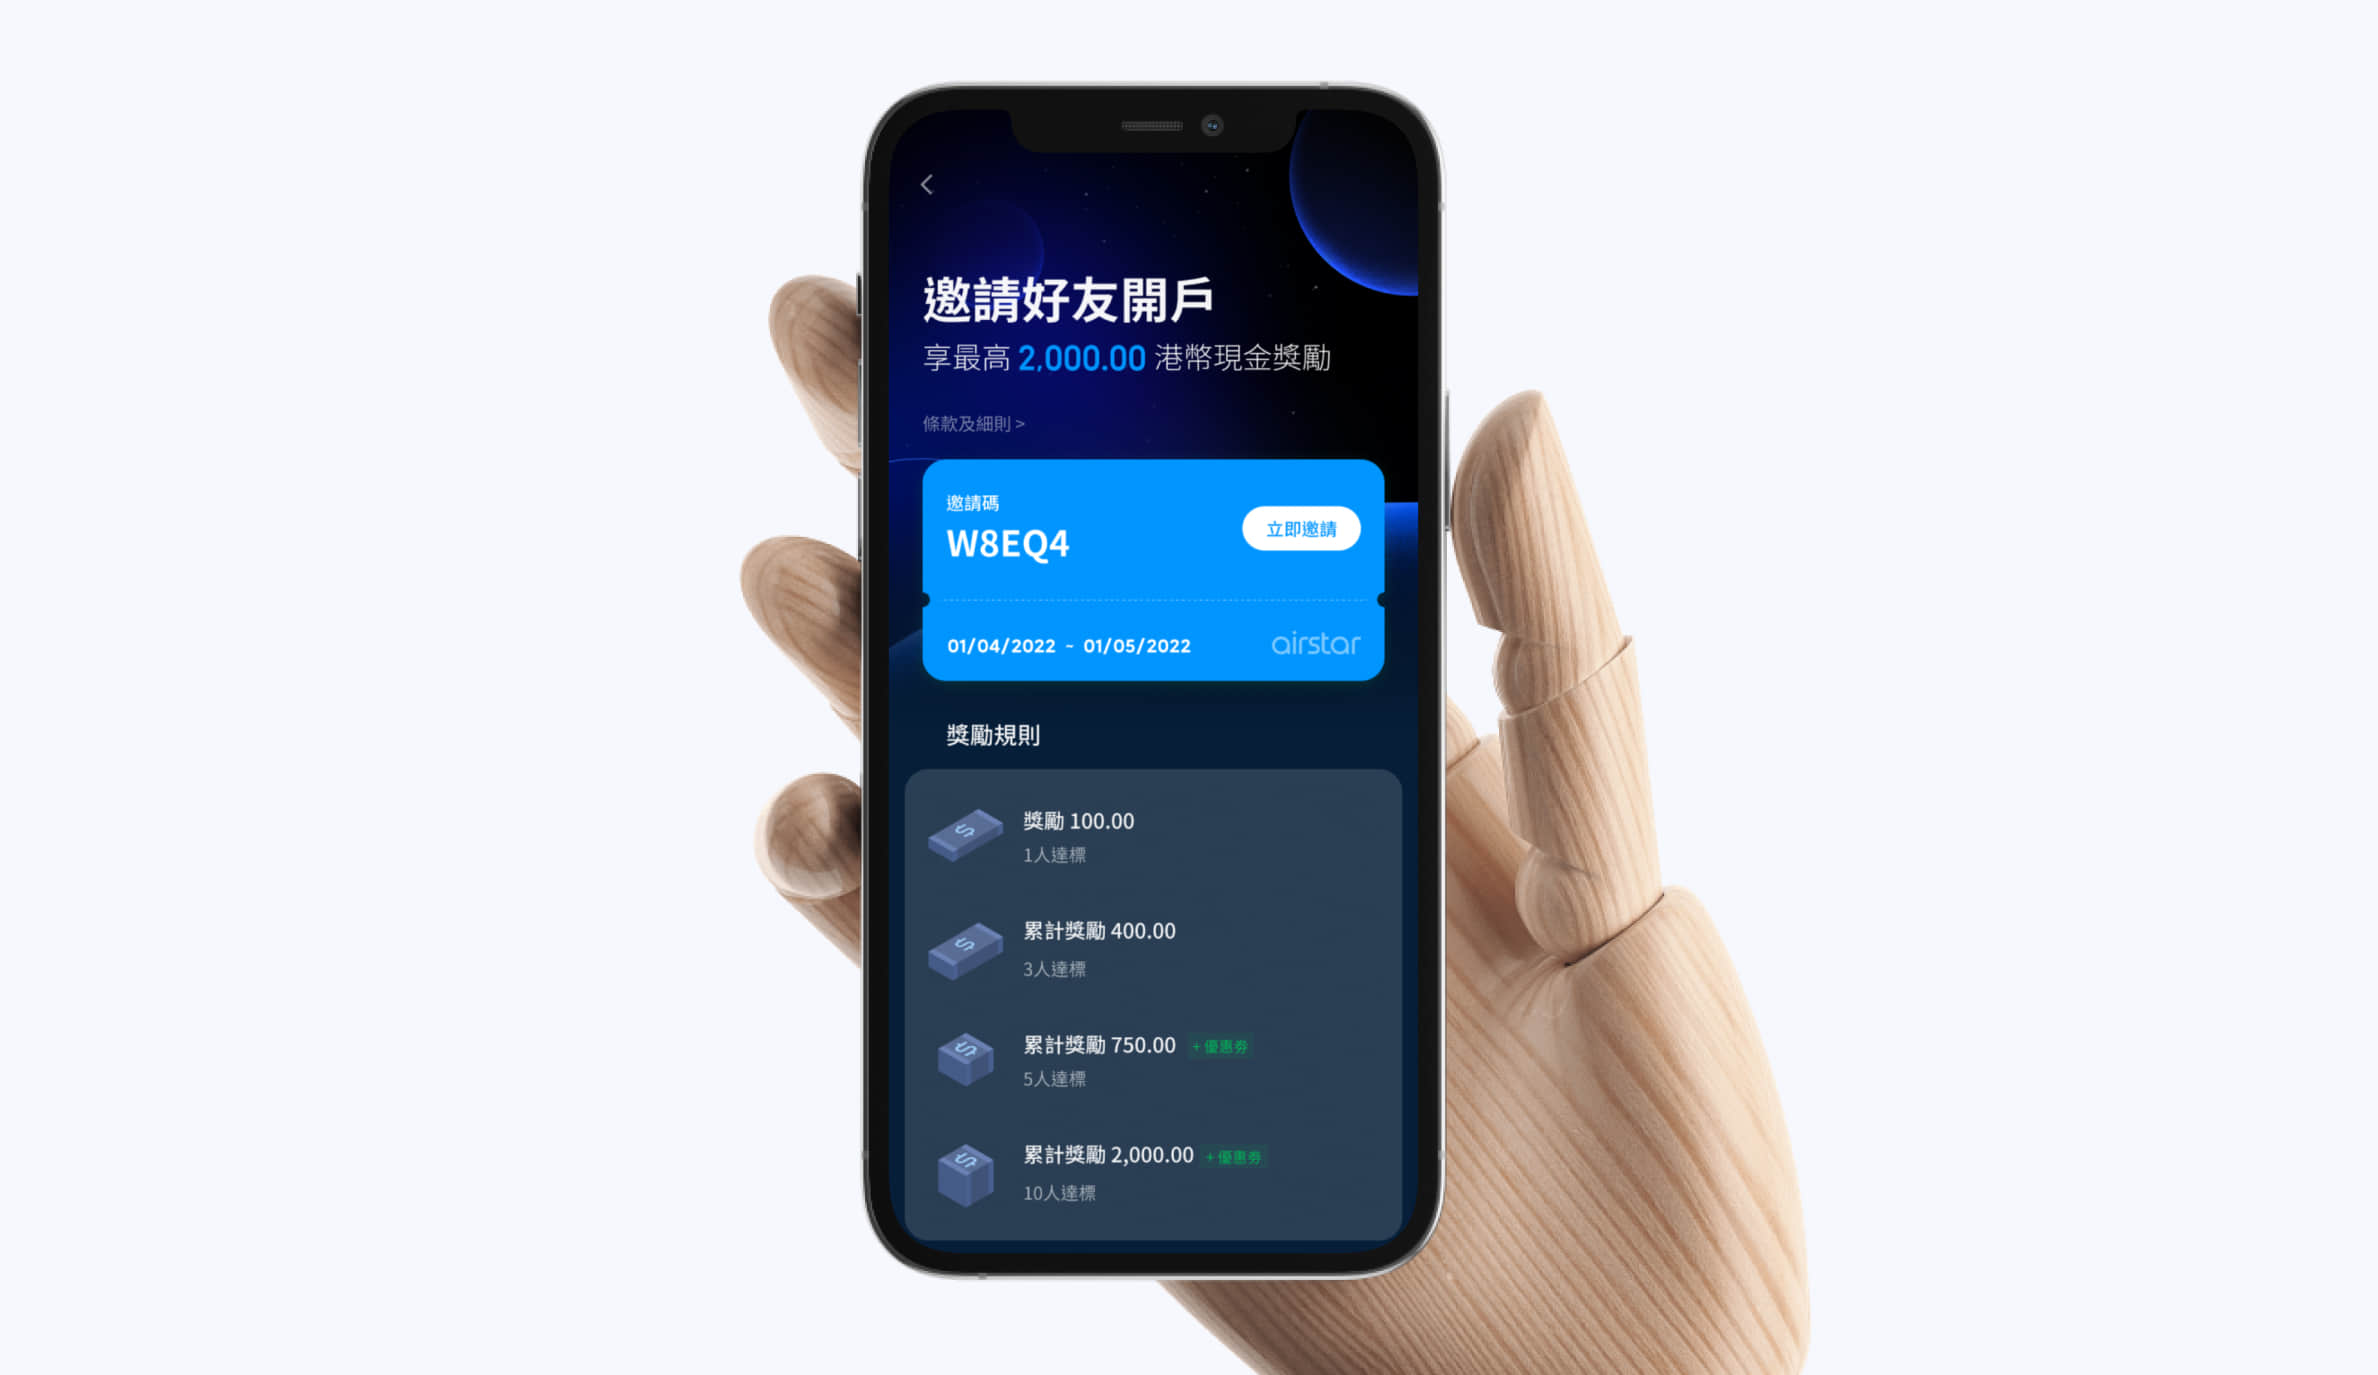 邀請好友開戶
享最高 2,000.00 港幣現金獎勵
條款及細則 >
邀請碼
W8EQ4
立即邀請
01/04/2022 ~ 01/05/2022
airstar
獎勵規則
獎勵 100.00
1人達標
累計獎勵 400.00
3人達標
累計獎勵 750.00 + 優惠劵
5人達標
累計獎勵 2,000.00 + 優惠劵
10人達標